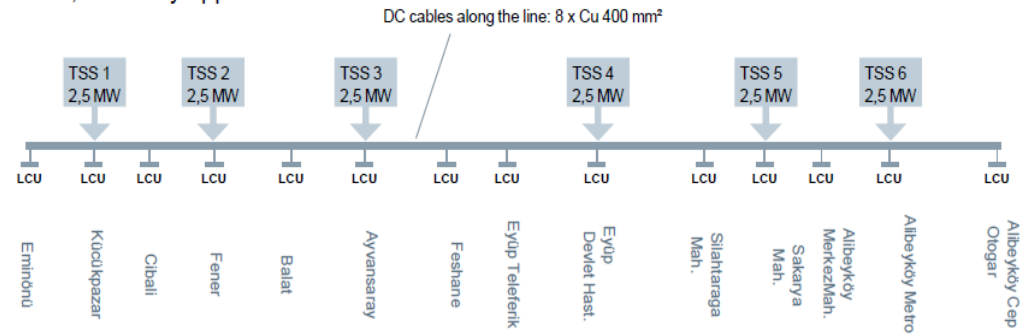 DC cables along the line: 8 x Cu 400 mm²
TSS 1
2,5 MW
TSS 2
2,5 MW
TSS 3
2,5 MW
TSS 4
2,5 MW
TSS 5
2,5 MW
TSS 6
2,5 MW
LCU
LCU
LCU
LCU
LCU
LCU
LCU
LCU
LCU
LCU
LCU
LCU
LCU
LCU
Eminönü
Kücükpazar
Cibali
Fener
Balat
Ayvansaray
Feshane
Eyüp Teleferik
Eyüp
Devlet Hast.
Silahtaraga
Mah.
Sakarya
Mah.
Alibeyköy
MerkezMah.
Alibeyköy Metro
Alibeyköy Cep
Otogar